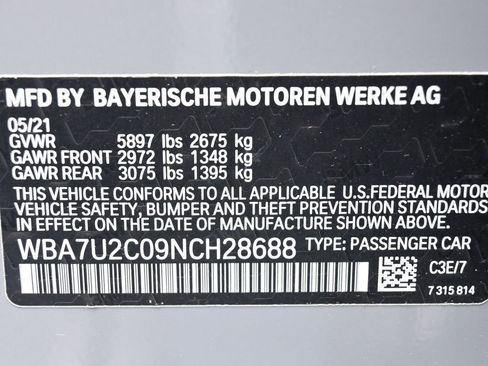 MFD BY BAYERISCHE MOTOREN WERKE AG
05/21
GVWR 5897 lbs 2675 kg
GAWR FRONT 2972 lbs 1348 kg
GAWR REAR 3075 lbs 1395 kg
THIS VEHICLE CONFORMS TO ALL APPLICABLE U.S.FEDERAL MOTOR
VEHICLE SAFETY, BUMPER AND THEFT PREVENTION STANDARDS
IN EFFECT ON THE DATE OF MANUFACTURE SHOWN ABOVE.
WBA7U2C09NCH28688 TYPE: PASSENGER CAR
C3E/7
7 315 814